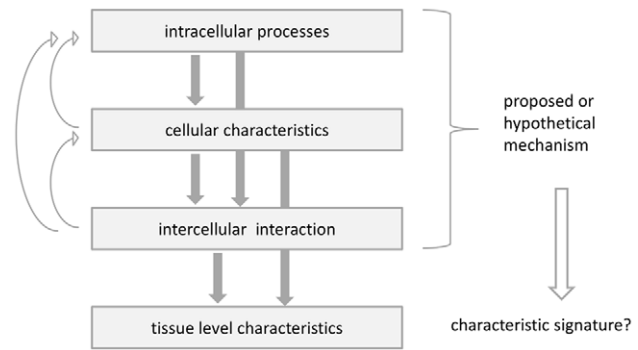 intracellular processes
cellular characteristics
intercellular interaction
tissue level characteristics
proposed or
hypothetical
mechanism
characteristic signature?